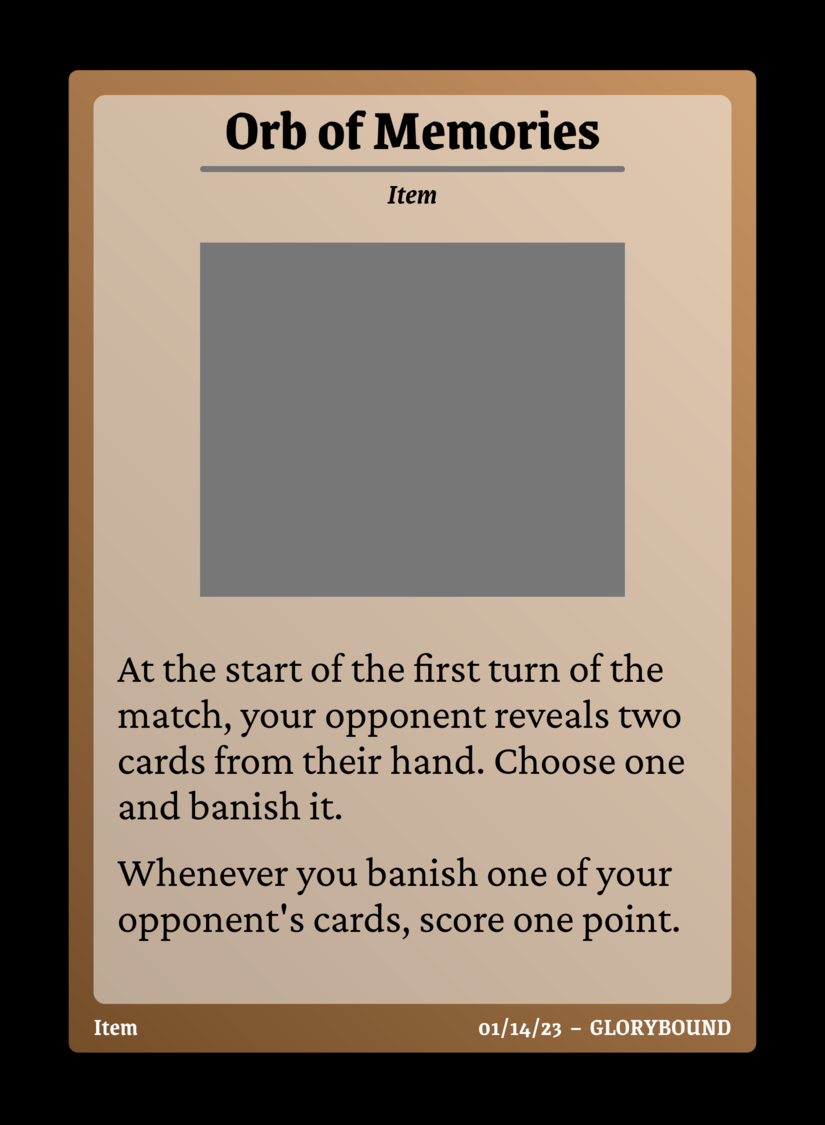 Orb of Memories
Item
At the start of the first turn of the
match, your opponent reveals two
cards from their hand. Choose one
and banish it.
Whenever you banish one of your
opponent's cards, score one point.
Item
01/14/23 – GLORYBOUND